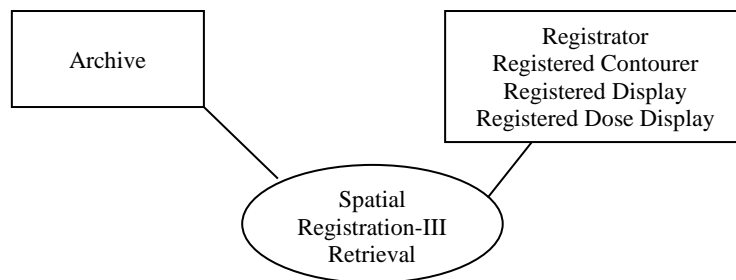 Archive
Registrator
Registered Contourer
Registered Display
Registered Dose Display
Spatial
Registration-III
Retrieval